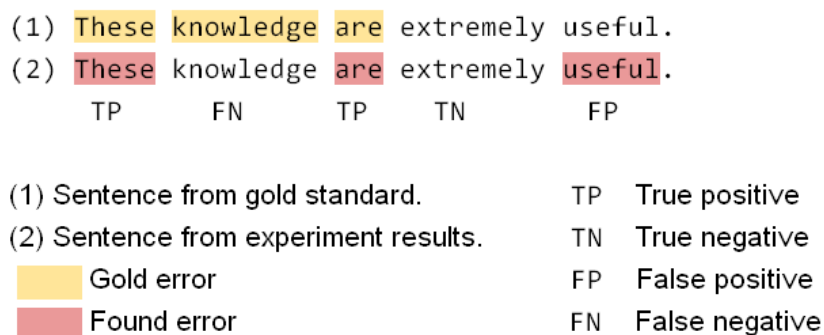 (1) These knowledge are extremely useful.
(2) These knowledge are extremely useful.
TP FN TP TN FP
(1) Sentence from gold standard.
(2) Sentence from experiment results.
Gold error
Found error
TP True positive
TN True negative
FP False positive
FN False negative